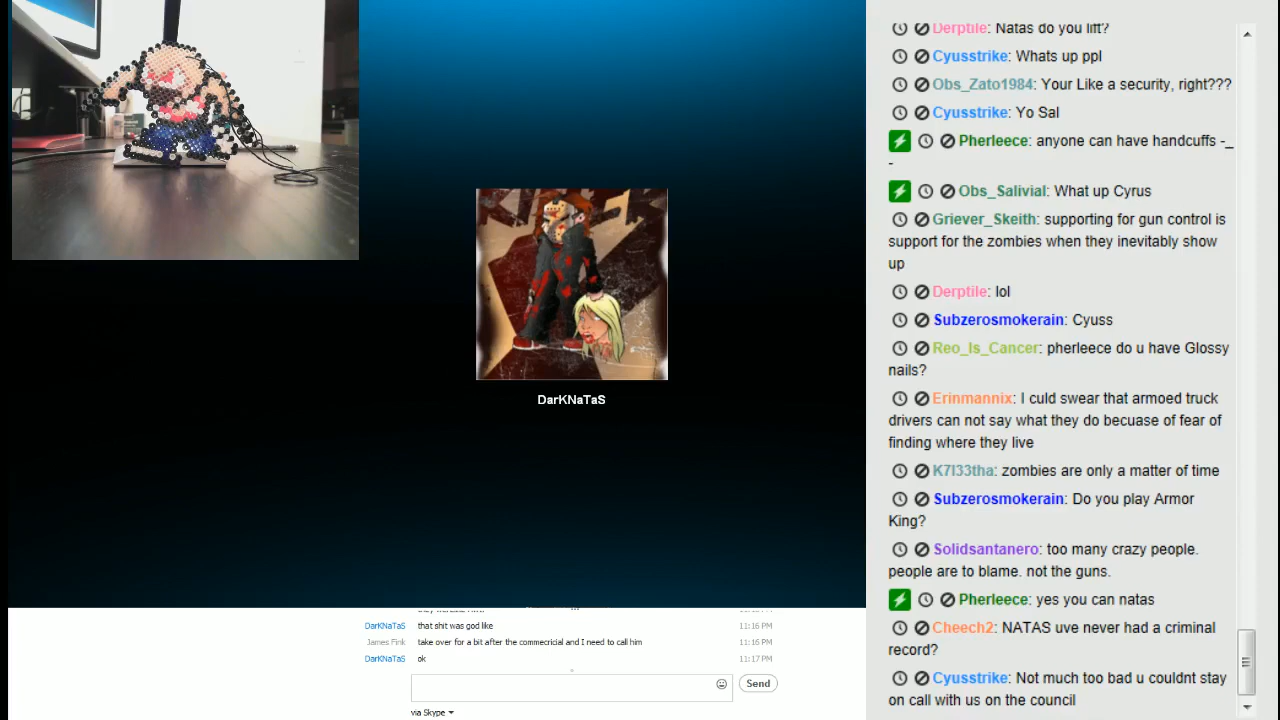 Derptile: Natas do you lift?
Cyusstrike: Whats up ppl
Obs_Zato1984: Your Like a security, right???
Cyusstrike: Yo Sal
Pherleece: anyone can have handcuffs -_
-
Obs_Salivial: What up Cyrus
Griever_Skeith: supporting for gun control is
support for the zombies when they inevitably show
up
Derptile: lol
Subzerosmokerain: Cyuss
Reo_Is_Cancer: pherleece do u have Glossy
nails?
Erinmannix: I culd swear that armoed truck
drivers can not say what they do becuase of fear of
finding where they live
K7l33tha: zombies are only a matter of time
Subzerosmokerain: Do you play Armor
King?
Solidsantanero: too many crazy people.
people are to blame. not the guns.
Pherleece: yes you can natas
Cheech2: NATAS uve never had a criminal
record?
Cyusstrike: Not much too bad u couldnt stay
on call with us on the council
DarKNaTaS
DarKNaTaS that shit was god like 11:16 PM
James Fink take over for a bit after the commecricial and I need to call him 11:16 PM
DarKNaTaS ok 11:17 PM
Send
via Skype